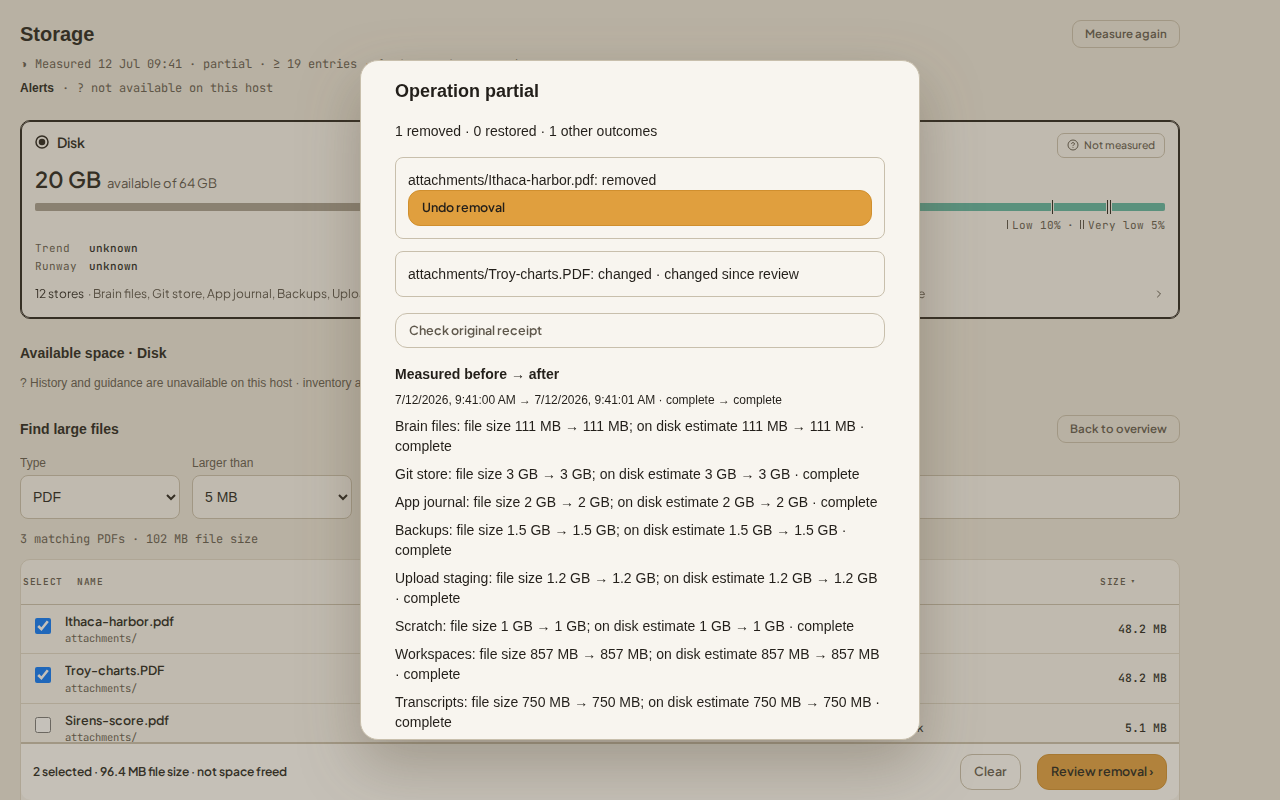 Storage
Measure again
Measured 12 Jul 09:41 · partial · ≥ 19 entries
Alerts · ? not available on this host
Disk
Not measured
20 GB available of 64 GB
Low 10% · Very low 5%
Trend unknown
Runway unknown
12 stores · Brain files, Git store, App journal, Backups, Uplo
Available space · Disk
? History and guidance are unavailable on this host · inventory a
Find large files
Back to overview
Type
Larger than
PDF
5 MB
3 matching PDFs · 102 MB file size
SELECT NAME
SIZE ▾
Ithaca-harbor.pdf
attachments/
48.2 MB
Troy-charts.PDF
attachments/
48.2 MB
Sirens-score.pdf
attachments/
5.1 MB
2 selected · 96.4 MB file size · not space freed
Clear
Review removal ›
Operation partial
1 removed · 0 restored · 1 other outcomes
attachments/Ithaca-harbor.pdf: removed
Undo removal
attachments/Troy-charts.PDF: changed · changed since review
Check original receipt
Measured before → after
7/12/2026, 9:41:00 AM → 7/12/2026, 9:41:01 AM · complete → complete
Brain files: file size 111 MB → 111 MB; on disk estimate 111 MB → 111 MB ·
complete
Git store: file size 3 GB → 3 GB; on disk estimate 3 GB → 3 GB · complete
App journal: file size 2 GB → 2 GB; on disk estimate 2 GB → 2 GB · complete
Backups: file size 1.5 GB → 1.5 GB; on disk estimate 1.5 GB → 1.5 GB ·
complete
Upload staging: file size 1.2 GB → 1.2 GB; on disk estimate 1.2 GB → 1.2 GB
· complete
Scratch: file size 1 GB → 1 GB; on disk estimate 1 GB → 1 GB · complete
Workspaces: file size 857 MB → 857 MB; on disk estimate 857 MB → 857 MB
· complete
Transcripts: file size 750 MB → 750 MB; on disk estimate 750 MB → 750 MB ·
complete